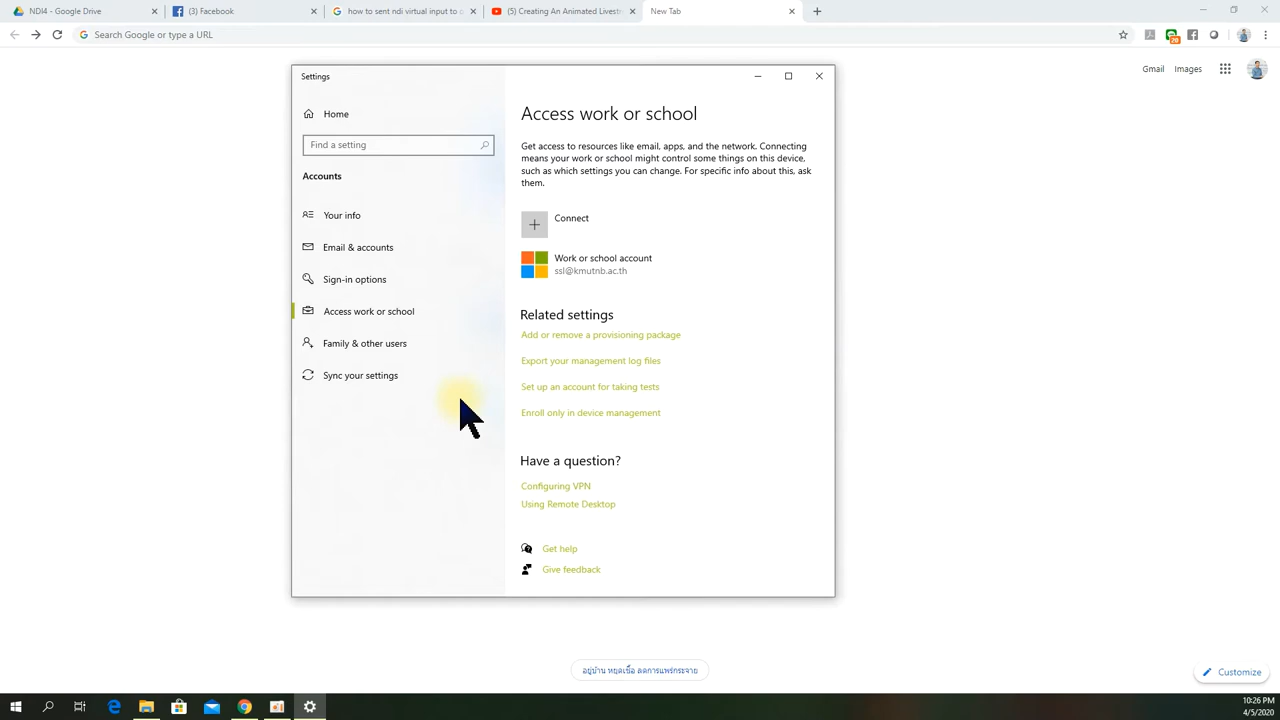 NDI4 - Google Drive
(3) Facebook
how to sent ndi virtual input to o
(5) Creating An Animated Livestr
New Tab
Search Google or type a URL
20
Gmail
Images
Settings
Home
Find a setting
Accounts
Your info
Email & accounts
Sign-in options
Access work or school
Family & other users
Sync your settings
Access work or school
Get access to resources like email, apps, and the network. Connecting
means your work or school might control some things on this device,
such as which settings you can change. For specific info about this, ask
them.
Connect
Work or school account
ssl@kmutnb.ac.th
Related settings
Add or remove a provisioning package
Export your management log files
Set up an account for taking tests
Enroll only in device management
Have a question?
Configuring VPN
Using Remote Desktop
Get help
Give feedback
อยู่บ้าน หยุดเชื้อ ลดการแพร่กระจาย
Customize
10:26 PM
4/5/2020